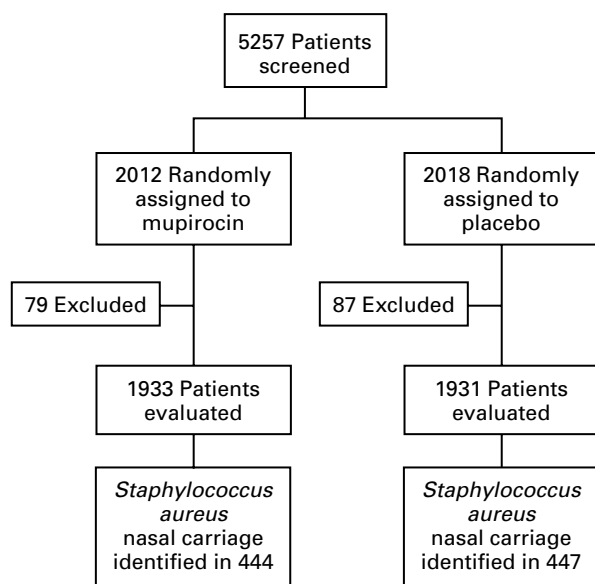 5257 Patients
screened
2012 Randomly
assigned to
mupirocin
2018 Randomly
assigned to
placebo
79 Excluded
87 Excluded
1933 Patients
evaluated
1931 Patients
evaluated
Staphylococcus
aureus
nasal carriage
identified in 444
Staphylococcus
aureus
nasal carriage
identified in 447